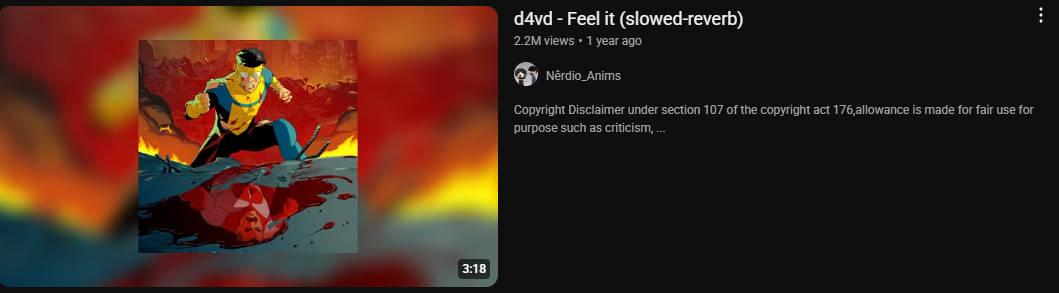 d4vd - Feel it (slowed-reverb)
2.2M views • 1 year ago
Nêrdio_Anims
Copyright Disclaimer under section 107 of the copyright act 176,allowance is made for fair use for
purpose such as criticism, ...
3:18